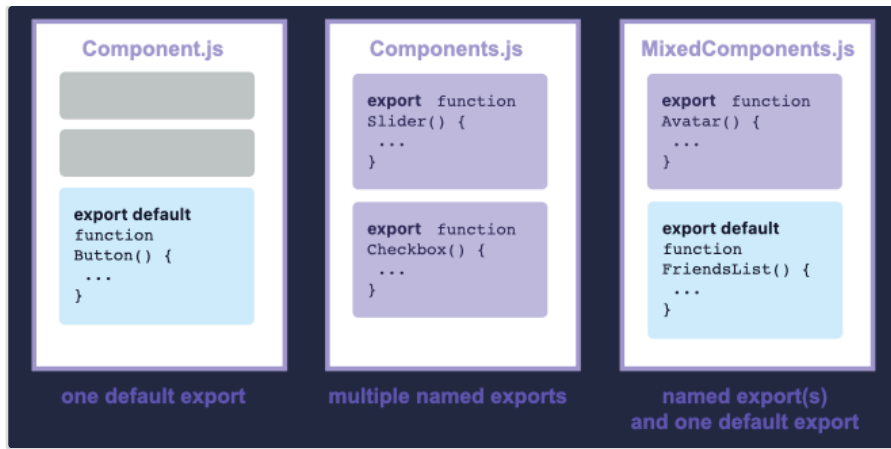 Component.js
export default
function
Button() {
...
}
one default export
Components.js
export function
Slider() {
...
}
export function
Checkbox() {
...
}
multiple named exports
MixedComponents.js
export function
Avatar() {
...
}
export default
function
FriendsList() {
...
}
named export(s)
and one default export